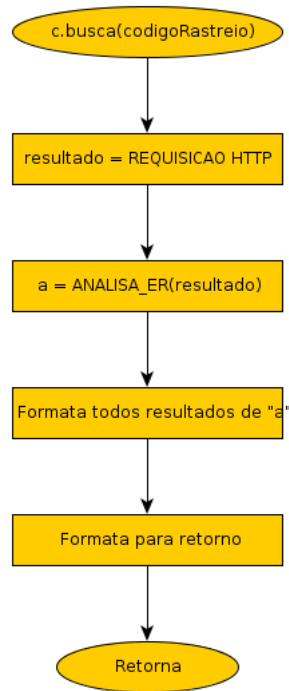 c.busca(codigoRastreio)
resultado = REQUISICAO HTTP
a = ANALISA_ER(resultado)
Formata todos resultados de "a"
Formata para retorno
Retorna